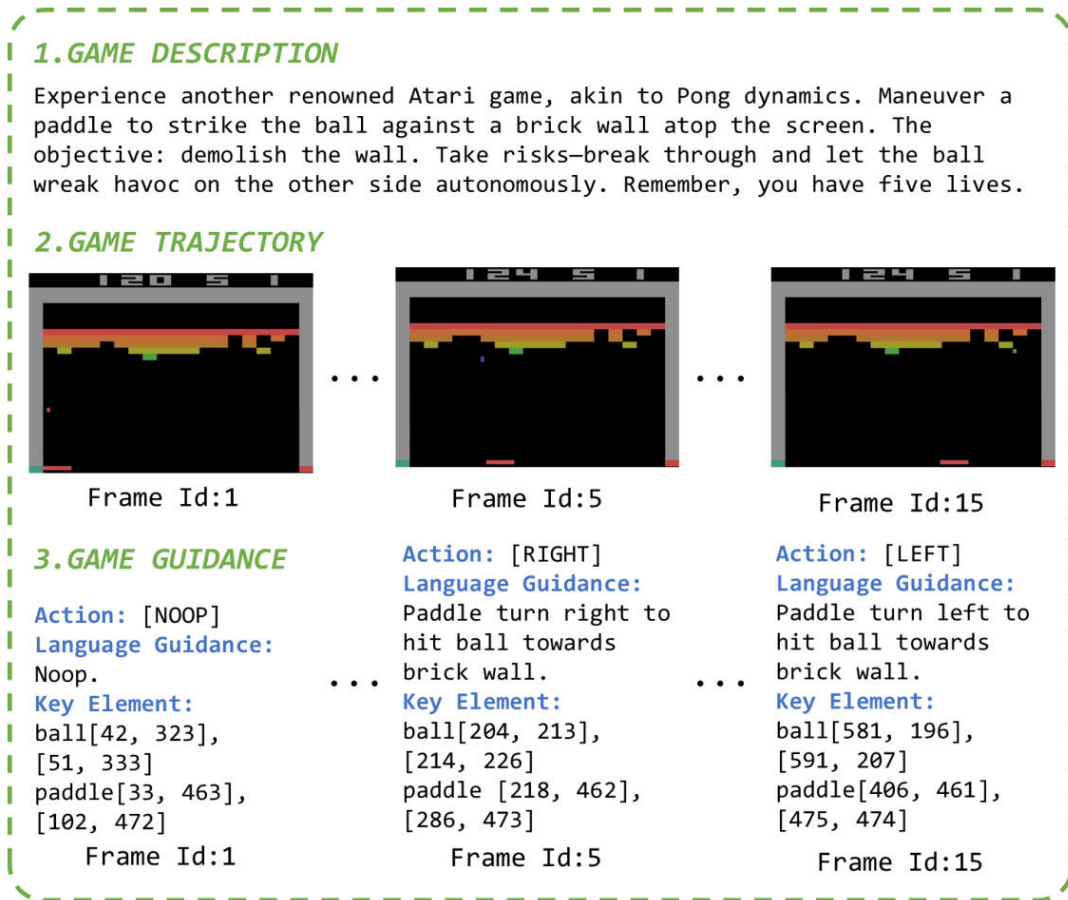 1.GAME DESCRIPTION
Experience another renowned Atari game, akin to Pong dynamics. Maneuver a
paddle to strike the ball against a brick wall atop the screen. The
objective: demolish the wall. Take risks—break through and let the ball
wreak havoc on the other side autonomously. Remember, you have five lives.
2.GAME TRAJECTORY
120 5 1
124 5 1
124 5 1
... ...
Frame Id:1
Frame Id:5
Frame Id:15
3.GAME GUIDANCE
Action: [NOOP]
Language Guidance:
Noop.
Key Element:
ball[42, 323],
[51, 333]
paddle[33, 463],
[102, 472]
Frame Id:1
...
Action: [RIGHT]
Language Guidance:
Paddle turn right to
hit ball towards
brick wall.
Key Element:
ball[204, 213],
[214, 226]
paddle [218, 462],
[286, 473]
Frame Id:5
...
Action: [LEFT]
Language Guidance:
Paddle turn left to
hit ball towards
brick wall.
Key Element:
ball[581, 196],
[591, 207]
paddle[406, 461],
[475, 474]
Frame Id:15